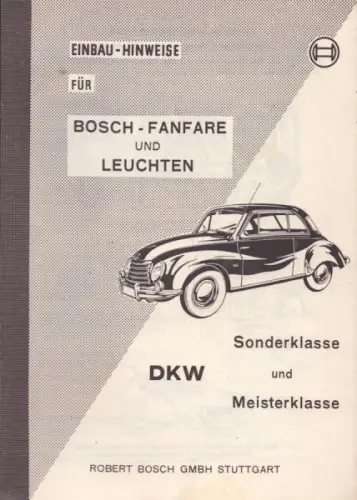 EINBAU-HINWEISE
FÜR
BOSCH-FANFARE
UND
LEUCHTEN
Sonderklasse
DKW und
Meisterklasse
ROBERT BOSCH GMBH STUTTGART